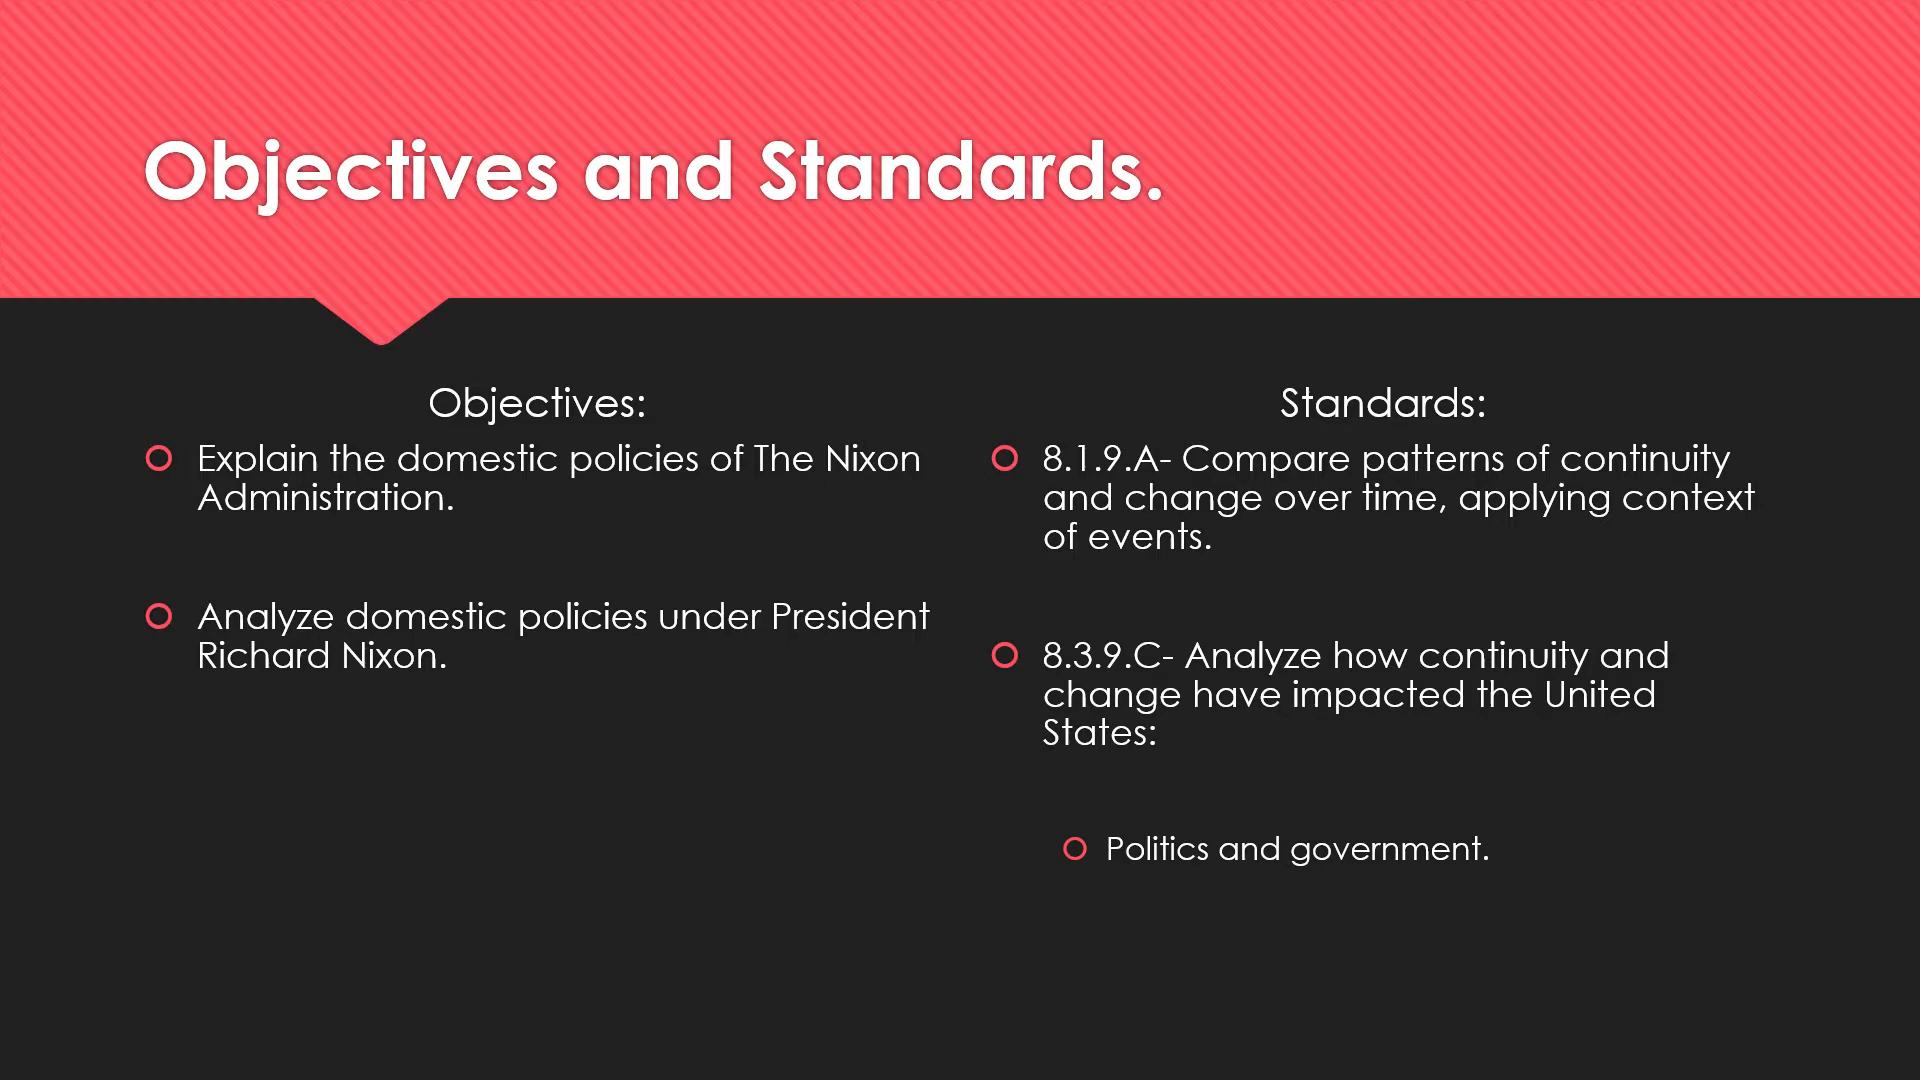 Objectives and Standards.
Objectives:
Explain the domestic policies of The Nixon
Administration.
Analyze domestic policies under President
Richard Nixon.
Standards:
8.1.9.A- Compare patterns of continuity
and change over time, applying context
of events.
8.3.9.C- Analyze how continuity and
change have impacted the United
States:
Politics and government.